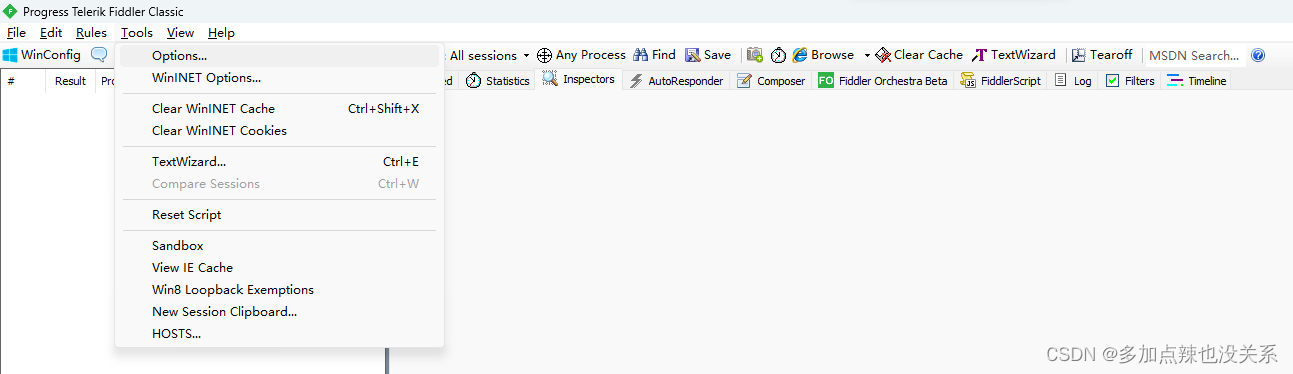 Progress Telerik Fiddler Classic
File Edit Rules Tools View Help
WinConfig All sessions Any Process Find Save Browse Clear Cache TextWizard Tearoff MSDN Search...
# Result Statistics Inspectors AutoResponder Composer FO Fiddler Orchestra Beta FiddlerScript Log Filters Timeline
Options...
WinINET Options...
Clear WinINET Cache Ctrl+Shift+X
Clear WinINET Cookies
TextWizard... Ctrl+E
Compare Sessions Ctrl+W
Reset Script
Sandbox
View IE Cache
Win8 Loopback Exemptions
New Session Clipboard...
HOSTS...
CSDN @多加点辣也没关系